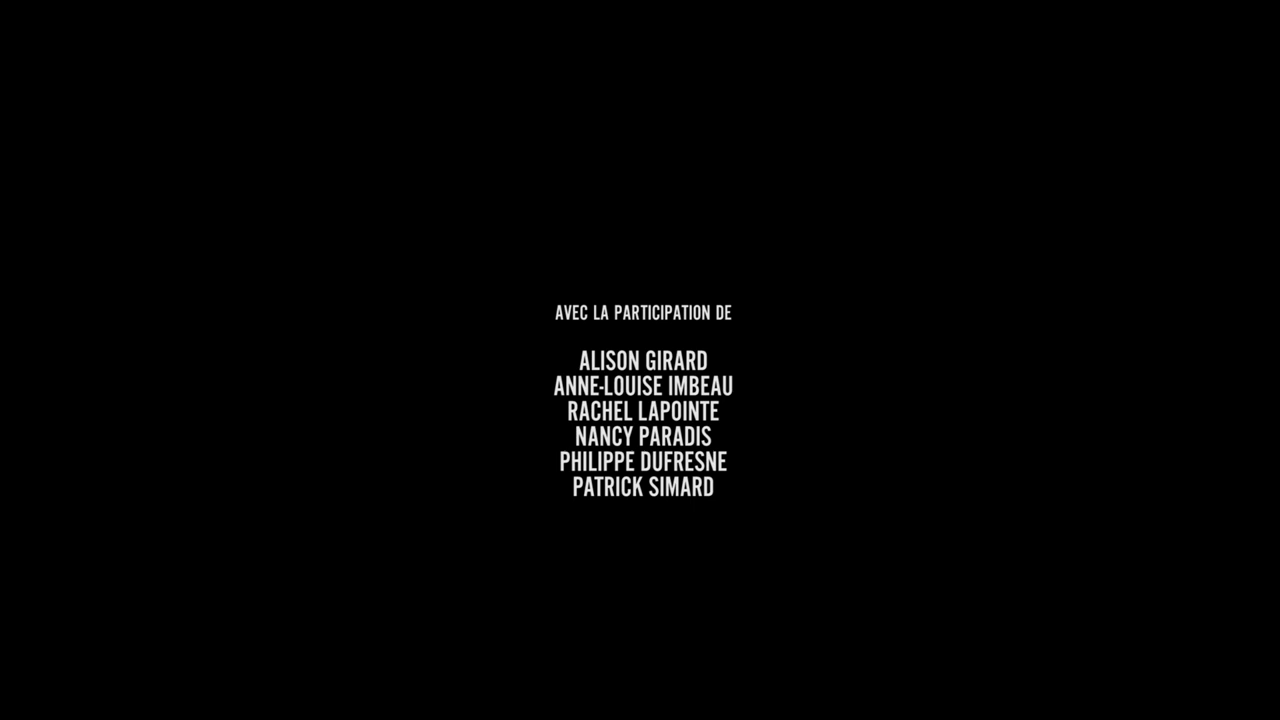 AVEC LA PARTICIPATION DE
ALISON GIRARD
ANNE-LOUISE IMBEAU
RACHEL LAPOINTE
NANCY PARADIS
PHILIPPE DUFRESNE
PATRICK SIMARD